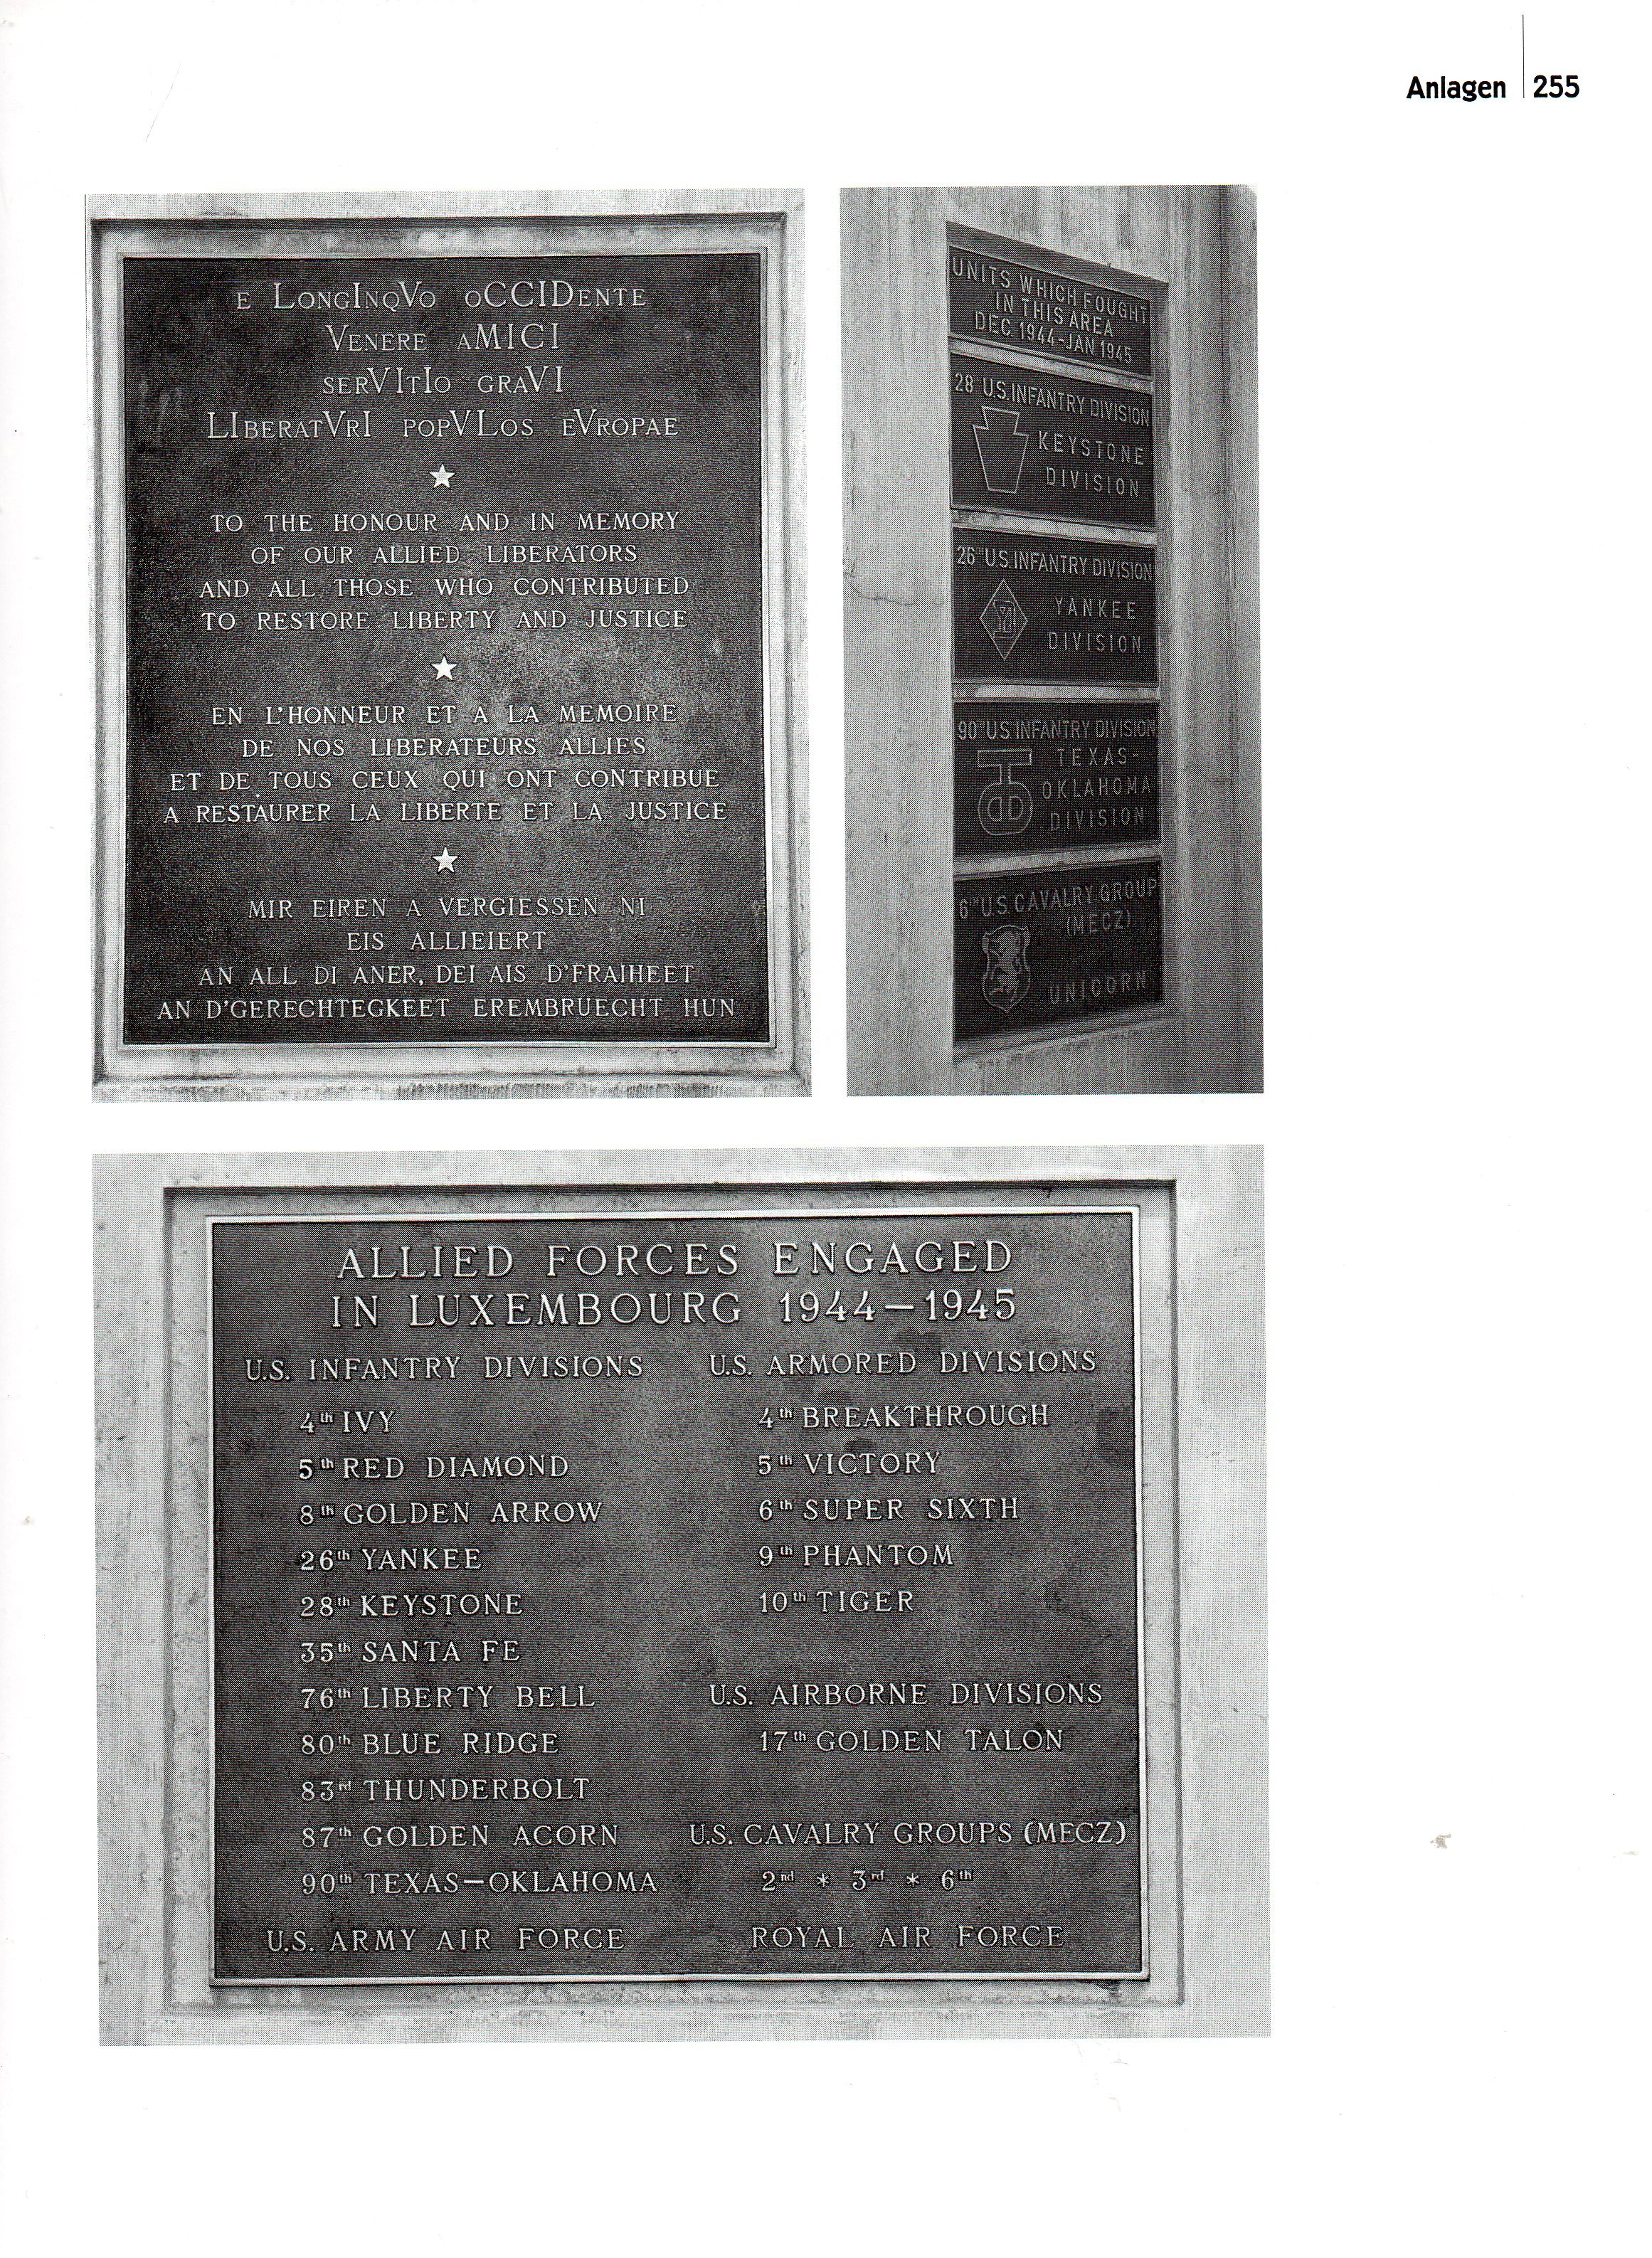 Anlagen 255
E LongInqVo oCCIDente
Venere aMICI
serVItIo graVI
LIberatVrI popVLos eVropae
TO THE HONOUR AND IN MEMORY
OF OUR ALLIED LIBERATORS
AND ALL THOSE WHO CONTRIBUTED
TO RESTORE LIBERTY AND JUSTICE
EN L'HONNEUR ET A LA MEMOIRE
DE NOS LIBERATEURS ALLIES
ET DE TOUS CEUX QUI ONT CONTRIBUE
A RESTAURER LA LIBERTE ET LA JUSTICE
MIR EIREN A VERGIESSEN NI
EIS ALLIEIERT
AN ALL DI ANER, DEI AIS D'FRAIHEET
AN D'GERECHTEGKEET EREMBRUECHT HUN
UNITS WHICH FOUGHT
IN THIS AREA
DEC 1944-JAN 1945
28 U.S. INFANTRY DIVISION
KEYSTONE
DIVISION
26TH U.S. INFANTRY DIVISION
YD
YANKEE
DIVISION
90TH U.S. INFANTRY DIVISION
TEXAS-
OKLAHOMA
DIVISION
6TH U.S. CAVALRY GROUP
(MECZ)
UNICORN
ALLIED FORCES ENGAGED
IN LUXEMBOURG 1944–1945
U.S. INFANTRY DIVISIONS
4th IVY
5th RED DIAMOND
8th GOLDEN ARROW
26th YANKEE
28th KEYSTONE
35th SANTA FE
76th LIBERTY BELL
80th BLUE RIDGE
83rd THUNDERBOLT
87th GOLDEN ACORN
90th TEXAS–OKLAHOMA
U.S. ARMY AIR FORCE
U.S. ARMORED DIVISIONS
4th BREAKTHROUGH
5th VICTORY
6th SUPER SIXTH
9th PHANTOM
10th TIGER
U.S. AIRBORNE DIVISIONS
17th GOLDEN TALON
U.S. CAVALRY GROUPS (MECZ)
2nd * 3rd * 6th
ROYAL AIR FORCE